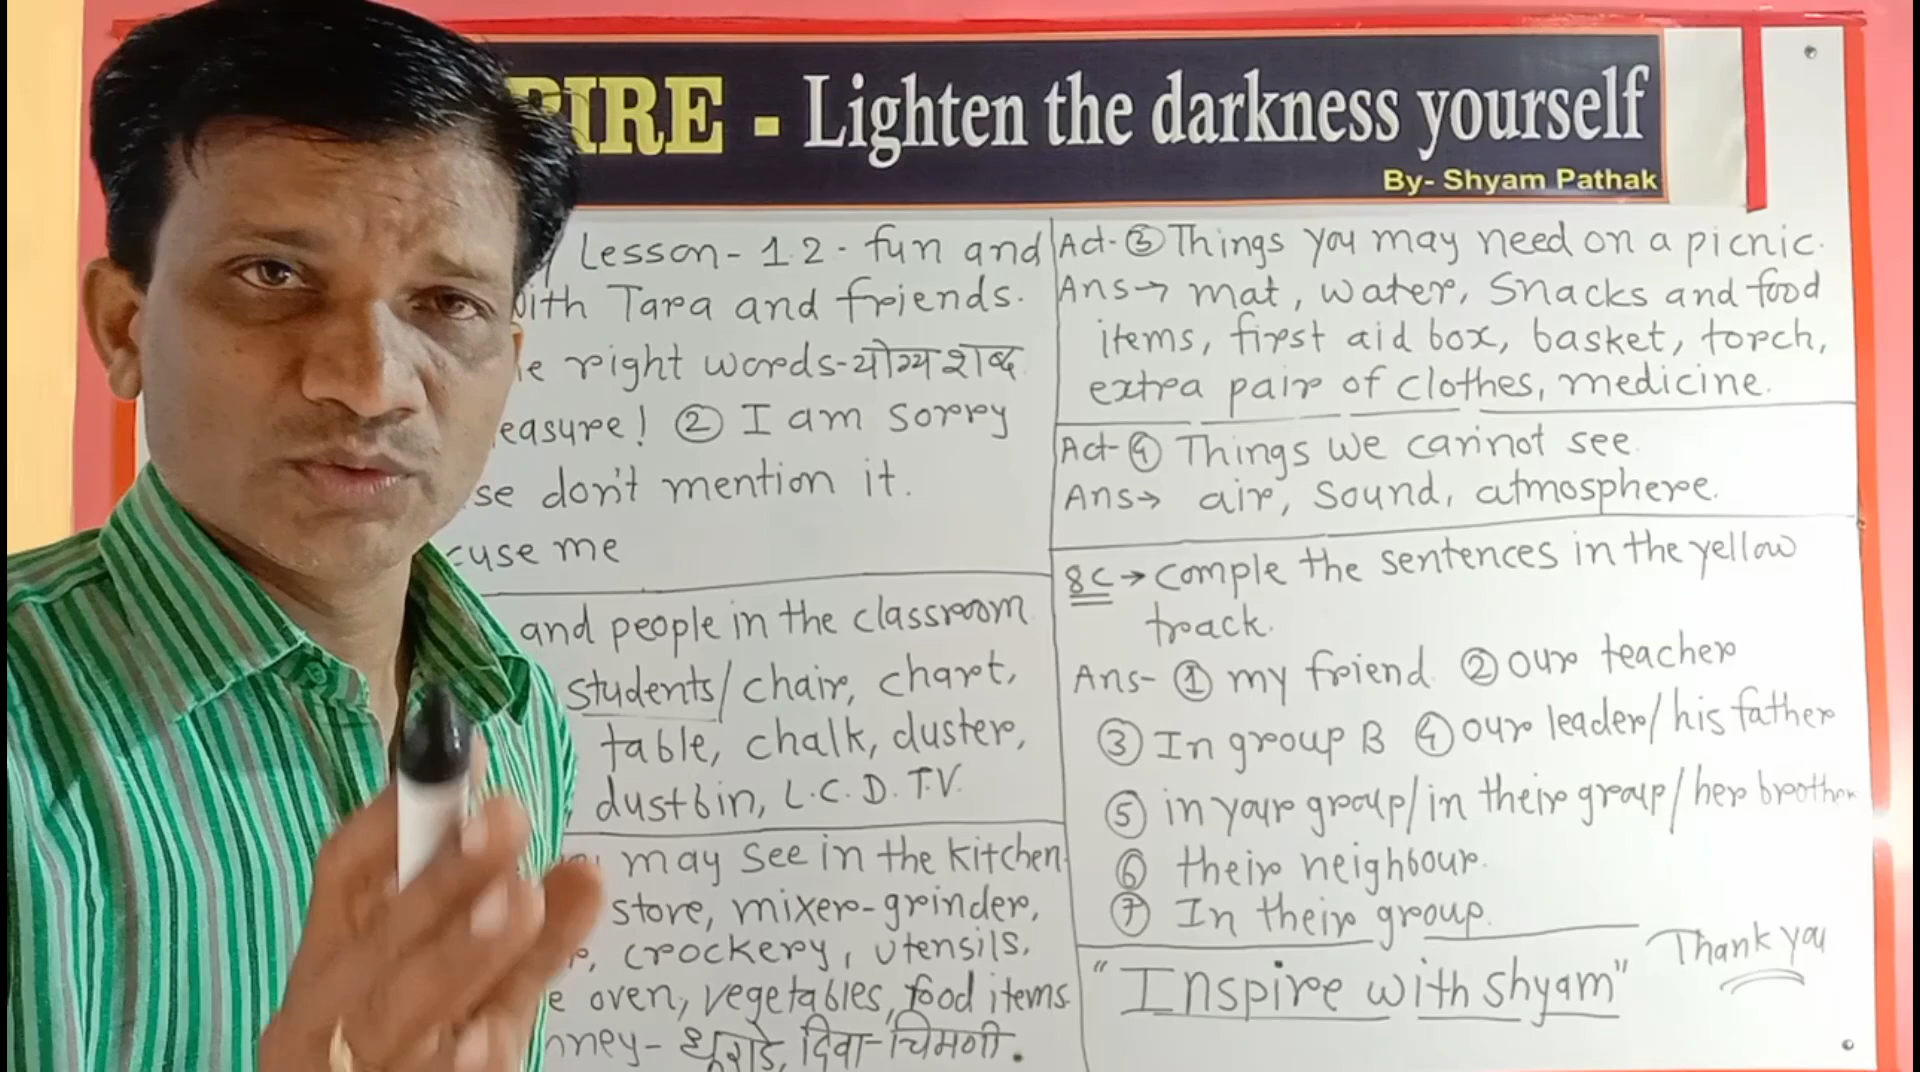 PIRE - Lighten the darkness yourself
By- Shyam Pathak
Lesson - 1.2 - fun and
with Tara and friends.
right words - योग्य शब्द
easure! ② I am sorry
se don't mention it.
cuse me
and people in the classroom
students/ chair, chart,
table, chalk, duster,
dustbin, L.C.D. T.V.
may see in the kitchen
store, mixer-grinder,
crockery, utensils,
oven, vegetables, food items
nney - धूराडे, दिवा-चिमणी.
Act- ③ Things you may need on a picnic.
Ans→ mat, water, Snacks and food
items, first aid box, basket, torch,
extra pair of clothes, medicine.
Act- ④ Things we cannot see.
Ans→ air, sound, atmosphere.
8C → comple the sentences in the yellow
track.
Ans- ① my friend ② our teacher
③ In group B ④ our leader/ his father
⑤ in your group/in their group/ her brother
⑥ their neighbour.
⑦ In their group.
Thank you
"Inspire with shyam"